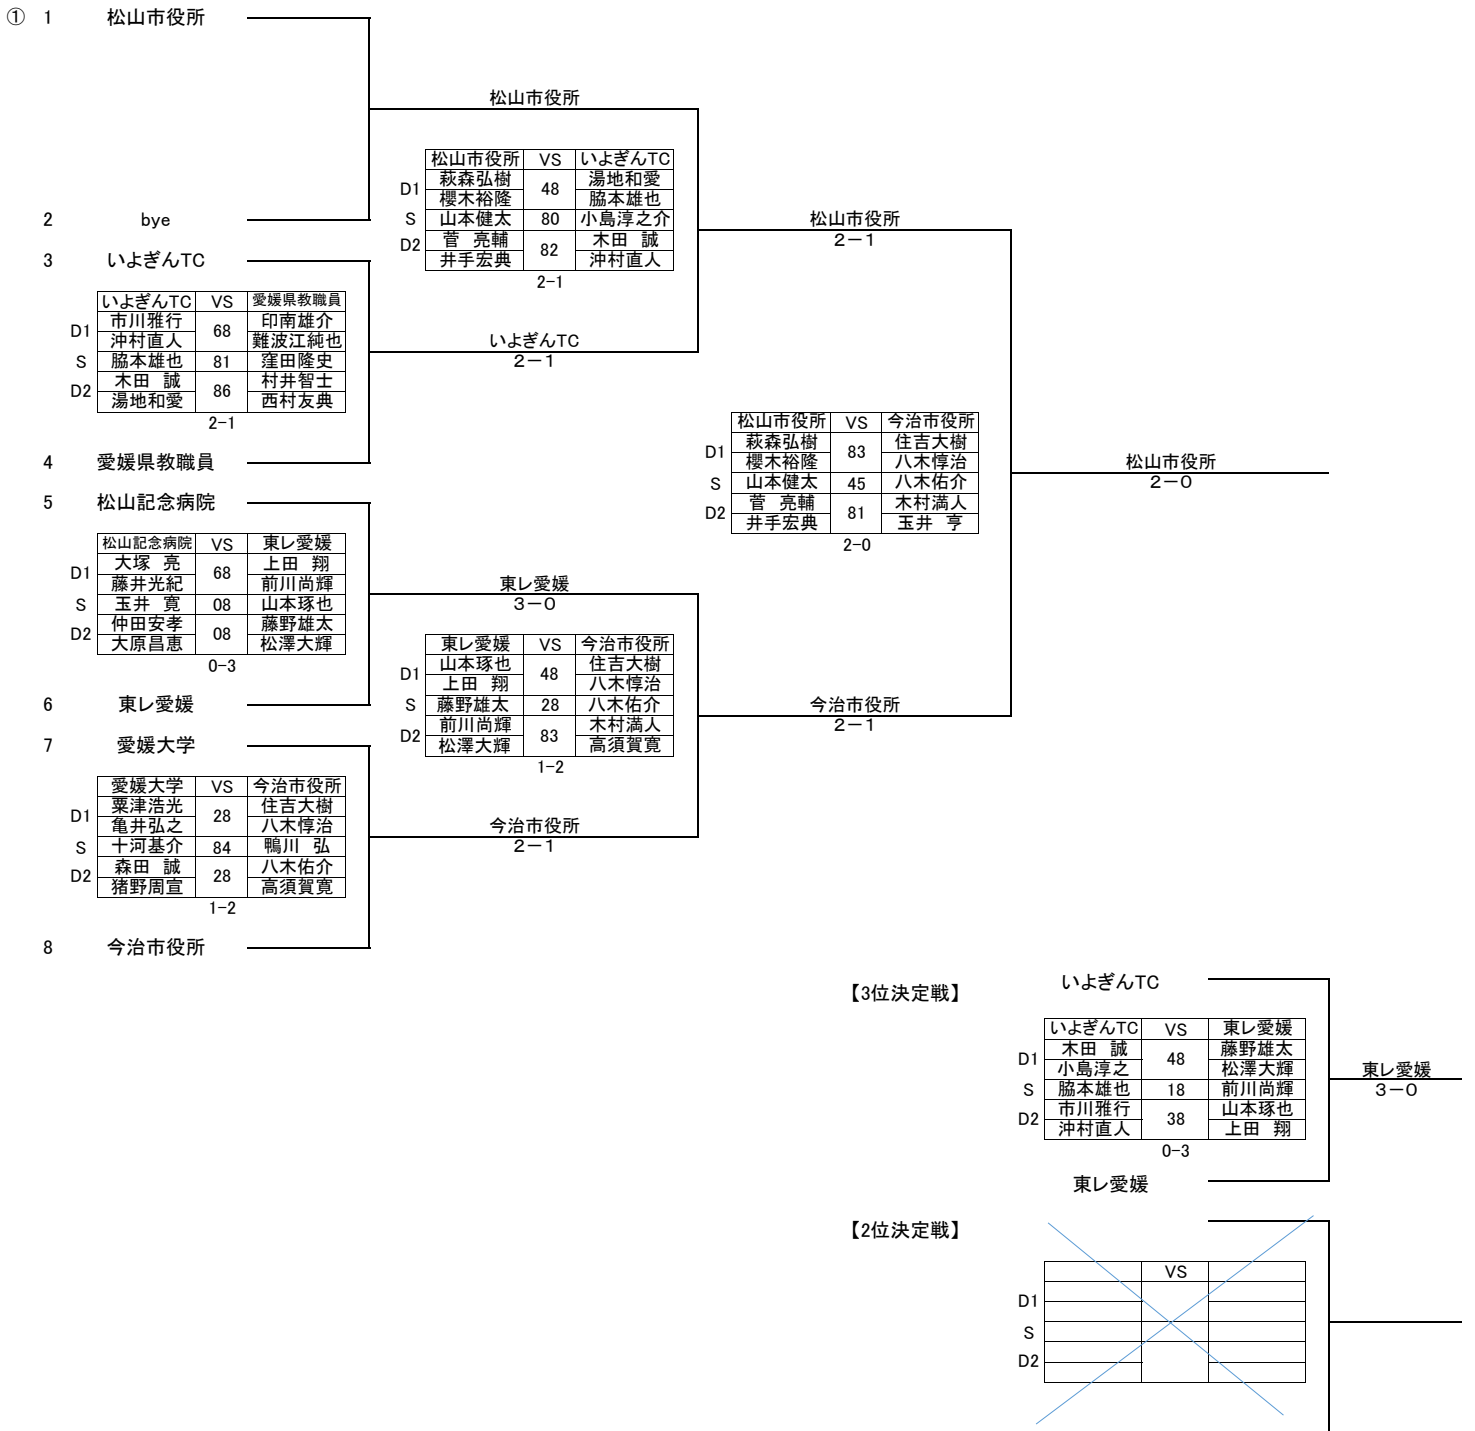 ① 1 松山市役所
松山市役所
松山市役所 VS いよぎんTC
D1 萩森弘樹 48 湯地和愛
櫻木裕隆 脇本雄也
S 山本健太 80 小島淳之介
D2 菅 亮輔 82 木田 誠
井手宏典 沖村直人
2-1
2 bye
松山市役所
2-1
3 いよぎんTC
いよぎんTC VS 愛媛県教職員
D1 市川雅行 68 印南雄介
沖村直人 難波江純也
S 脇本雄也 81 窪田隆史
D2 木田 誠 86 村井智士
湯地和愛 西村友典
2-1
いよぎんTC
2-1
4 愛媛県教職員
松山市役所 VS 今治市役所
D1 萩森弘樹 83 住吉大樹
櫻木裕隆 八木惇治
S 山本健太 45 八木佑介
D2 菅 亮輔 81 木村満人
井手宏典 玉井 亨
2-0
松山市役所
2-0
5 松山記念病院
松山記念病院 VS 東レ愛媛
D1 大塚 亮 68 上田 翔
藤井光紀 前川尚輝
S 玉井 寛 08 山本琢也
D2 仲田安孝 08 藤野雄太
大原昌恵 松澤大輝
0-3
東レ愛媛
3-0
東レ愛媛 VS 今治市役所
D1 山本琢也 48 住吉大樹
上田 翔 八木惇治
S 藤野雄太 28 八木佑介
D2 前川尚輝 83 木村満人
松澤大輝 高須賀寛
1-2
6 東レ愛媛
今治市役所
2-1
7 愛媛大学
愛媛大学 VS 今治市役所
D1 粟津浩光 28 住吉大樹
亀井弘之 八木惇治
S 十河基介 84 鴨川 弘
D2 森田 誠 28 八木佑介
猪野周宣 高須賀寛
1-2
今治市役所
2-1
8 今治市役所
【3位決定戦】 いよぎんTC
いよぎんTC VS 東レ愛媛
D1 木田 誠 48 藤野雄太
小島淳之 松澤大輝
S 脇本雄也 18 前川尚輝
D2 市川雅行 38 山本琢也
沖村直人 上田 翔
0-3
東レ愛媛
3-0
東レ愛媛
【2位決定戦】
VS
D1
S
D2